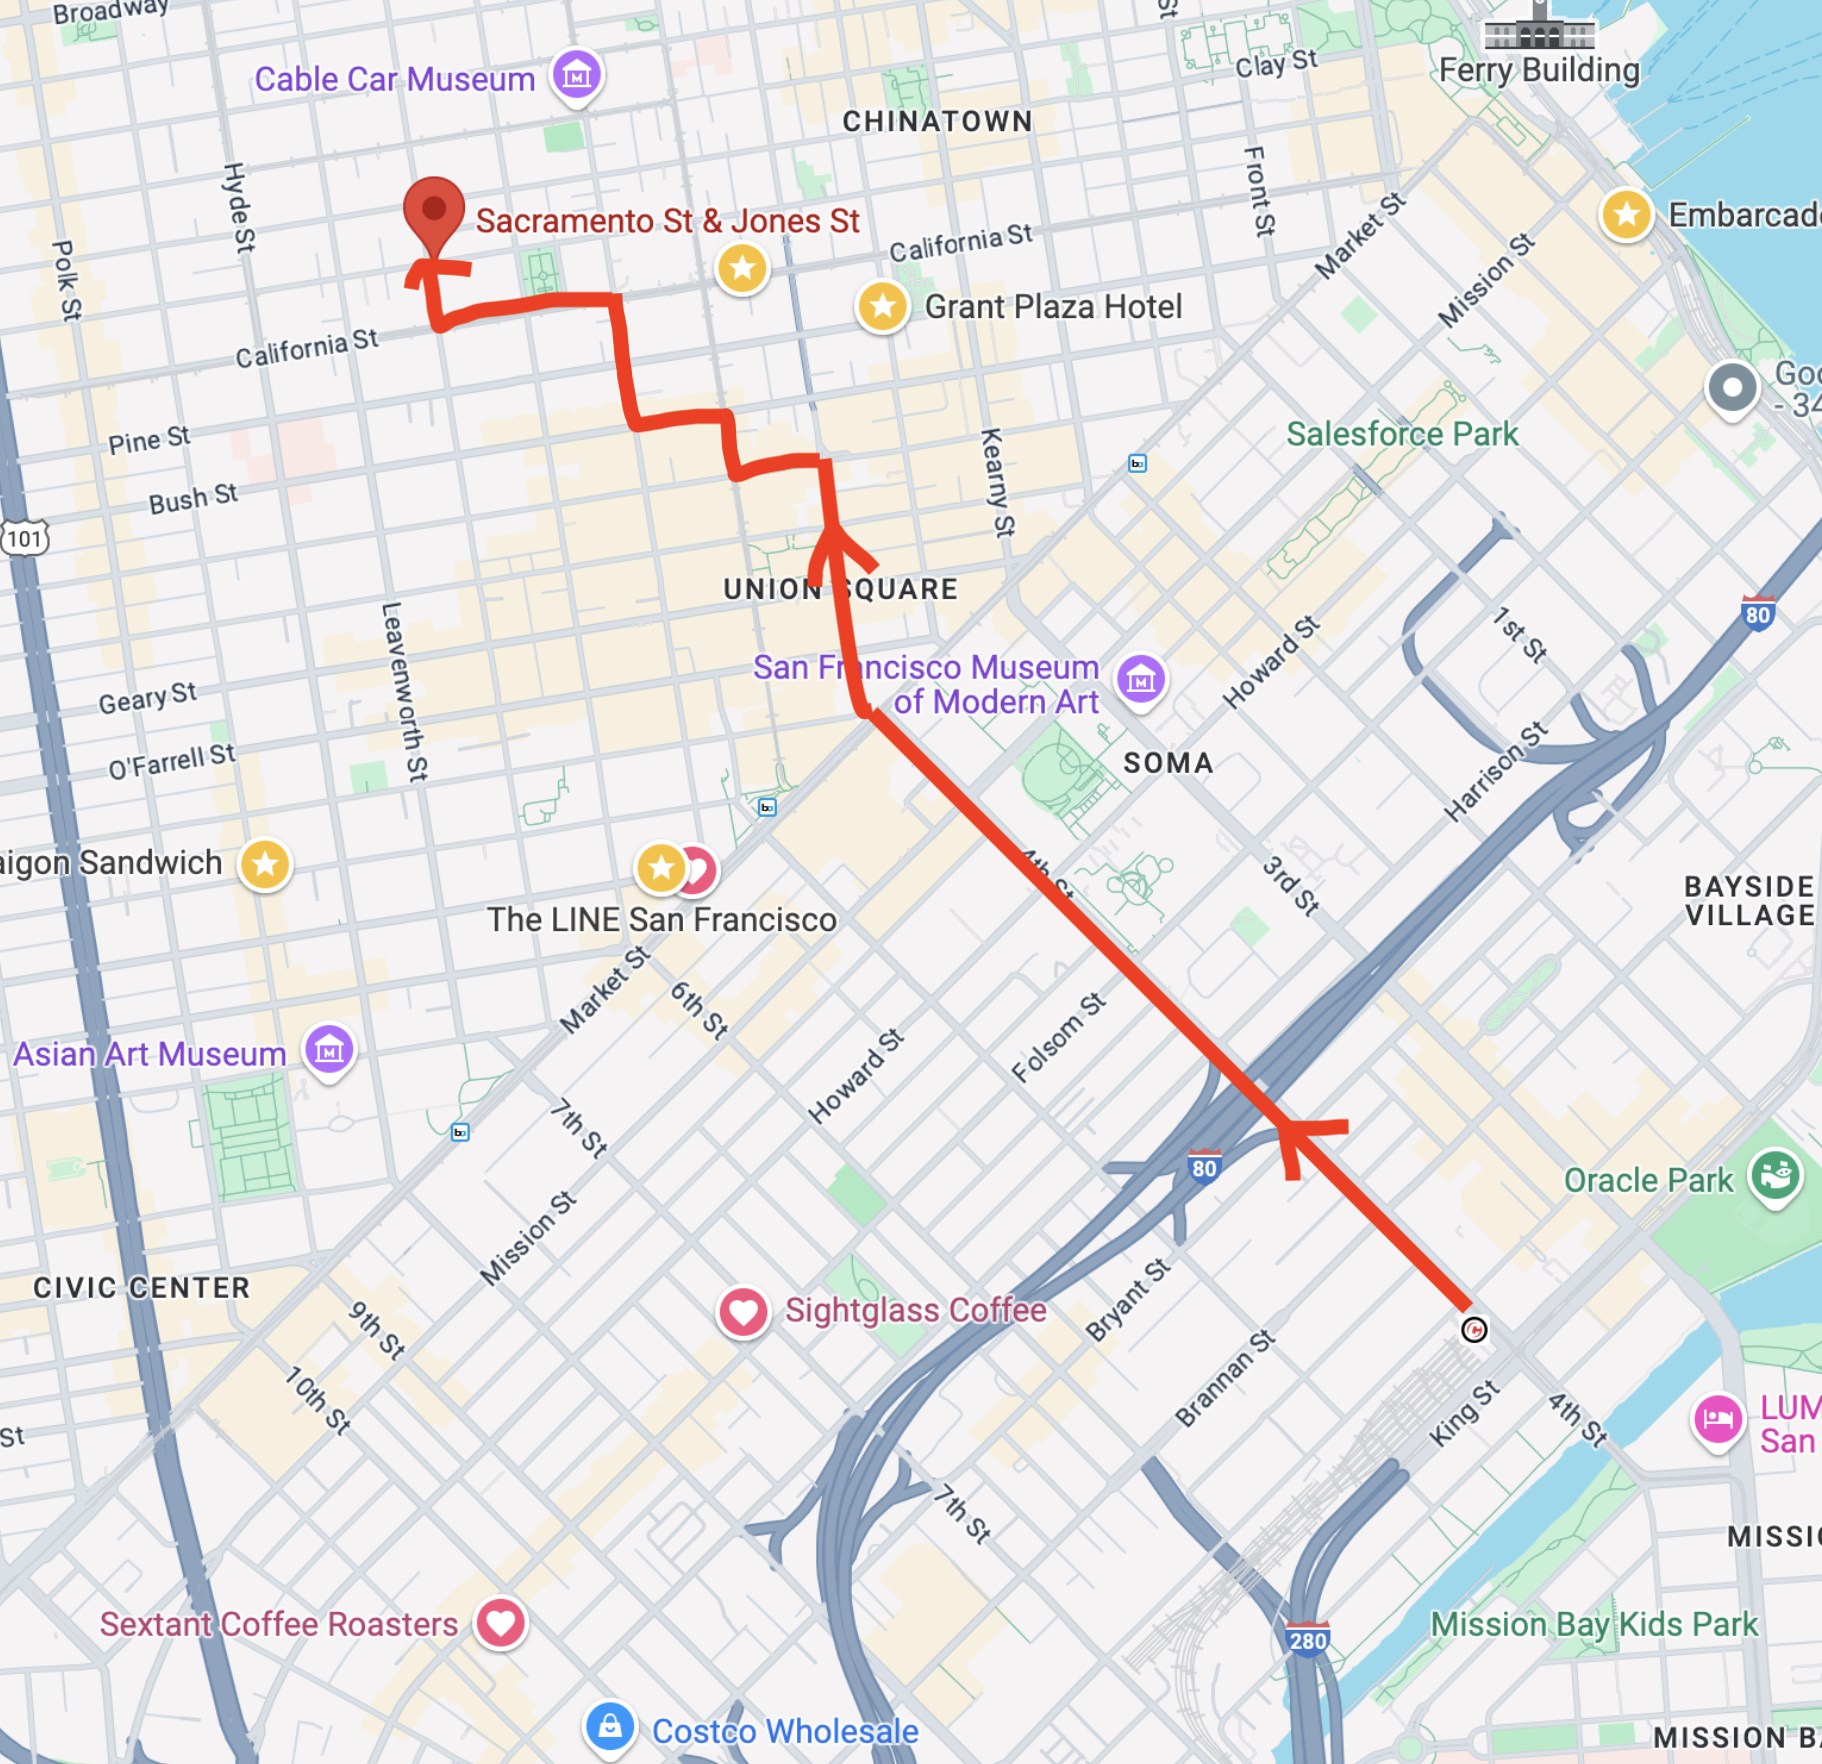 Broadway
St
Clay St
Ferry Building
Cable Car Museum
CHINATOWN
Hyde St
Front St
Market St
Sacramento St & Jones St
Embarcade
Polk St
California St
Mission St
Grant Plaza Hotel
California St
Goo
- 34
Pine St
Salesforce Park
Bush St
Kearny St
101
UNION SQUARE
80
1st St
Leavenworth St
San Francisco Museum
of Modern Art
Howard St
Geary St
O'Farrell St
SOMA
Harrison St
aigon Sandwich
4th St
3rd St
BAYSIDE
VILLAGE
The LINE San Francisco
Market St
6th St
Folsom St
Asian Art Museum
Howard St
7th St
80
Oracle Park
Mission St
CIVIC CENTER
Sightglass Coffee
Bryant St
9th St
Brannan St
10th St
King St
4th St
LUM
San
St
7th St
MISSIO
Sextant Coffee Roasters
280
Mission Bay Kids Park
Costco Wholesale
MISSION BA